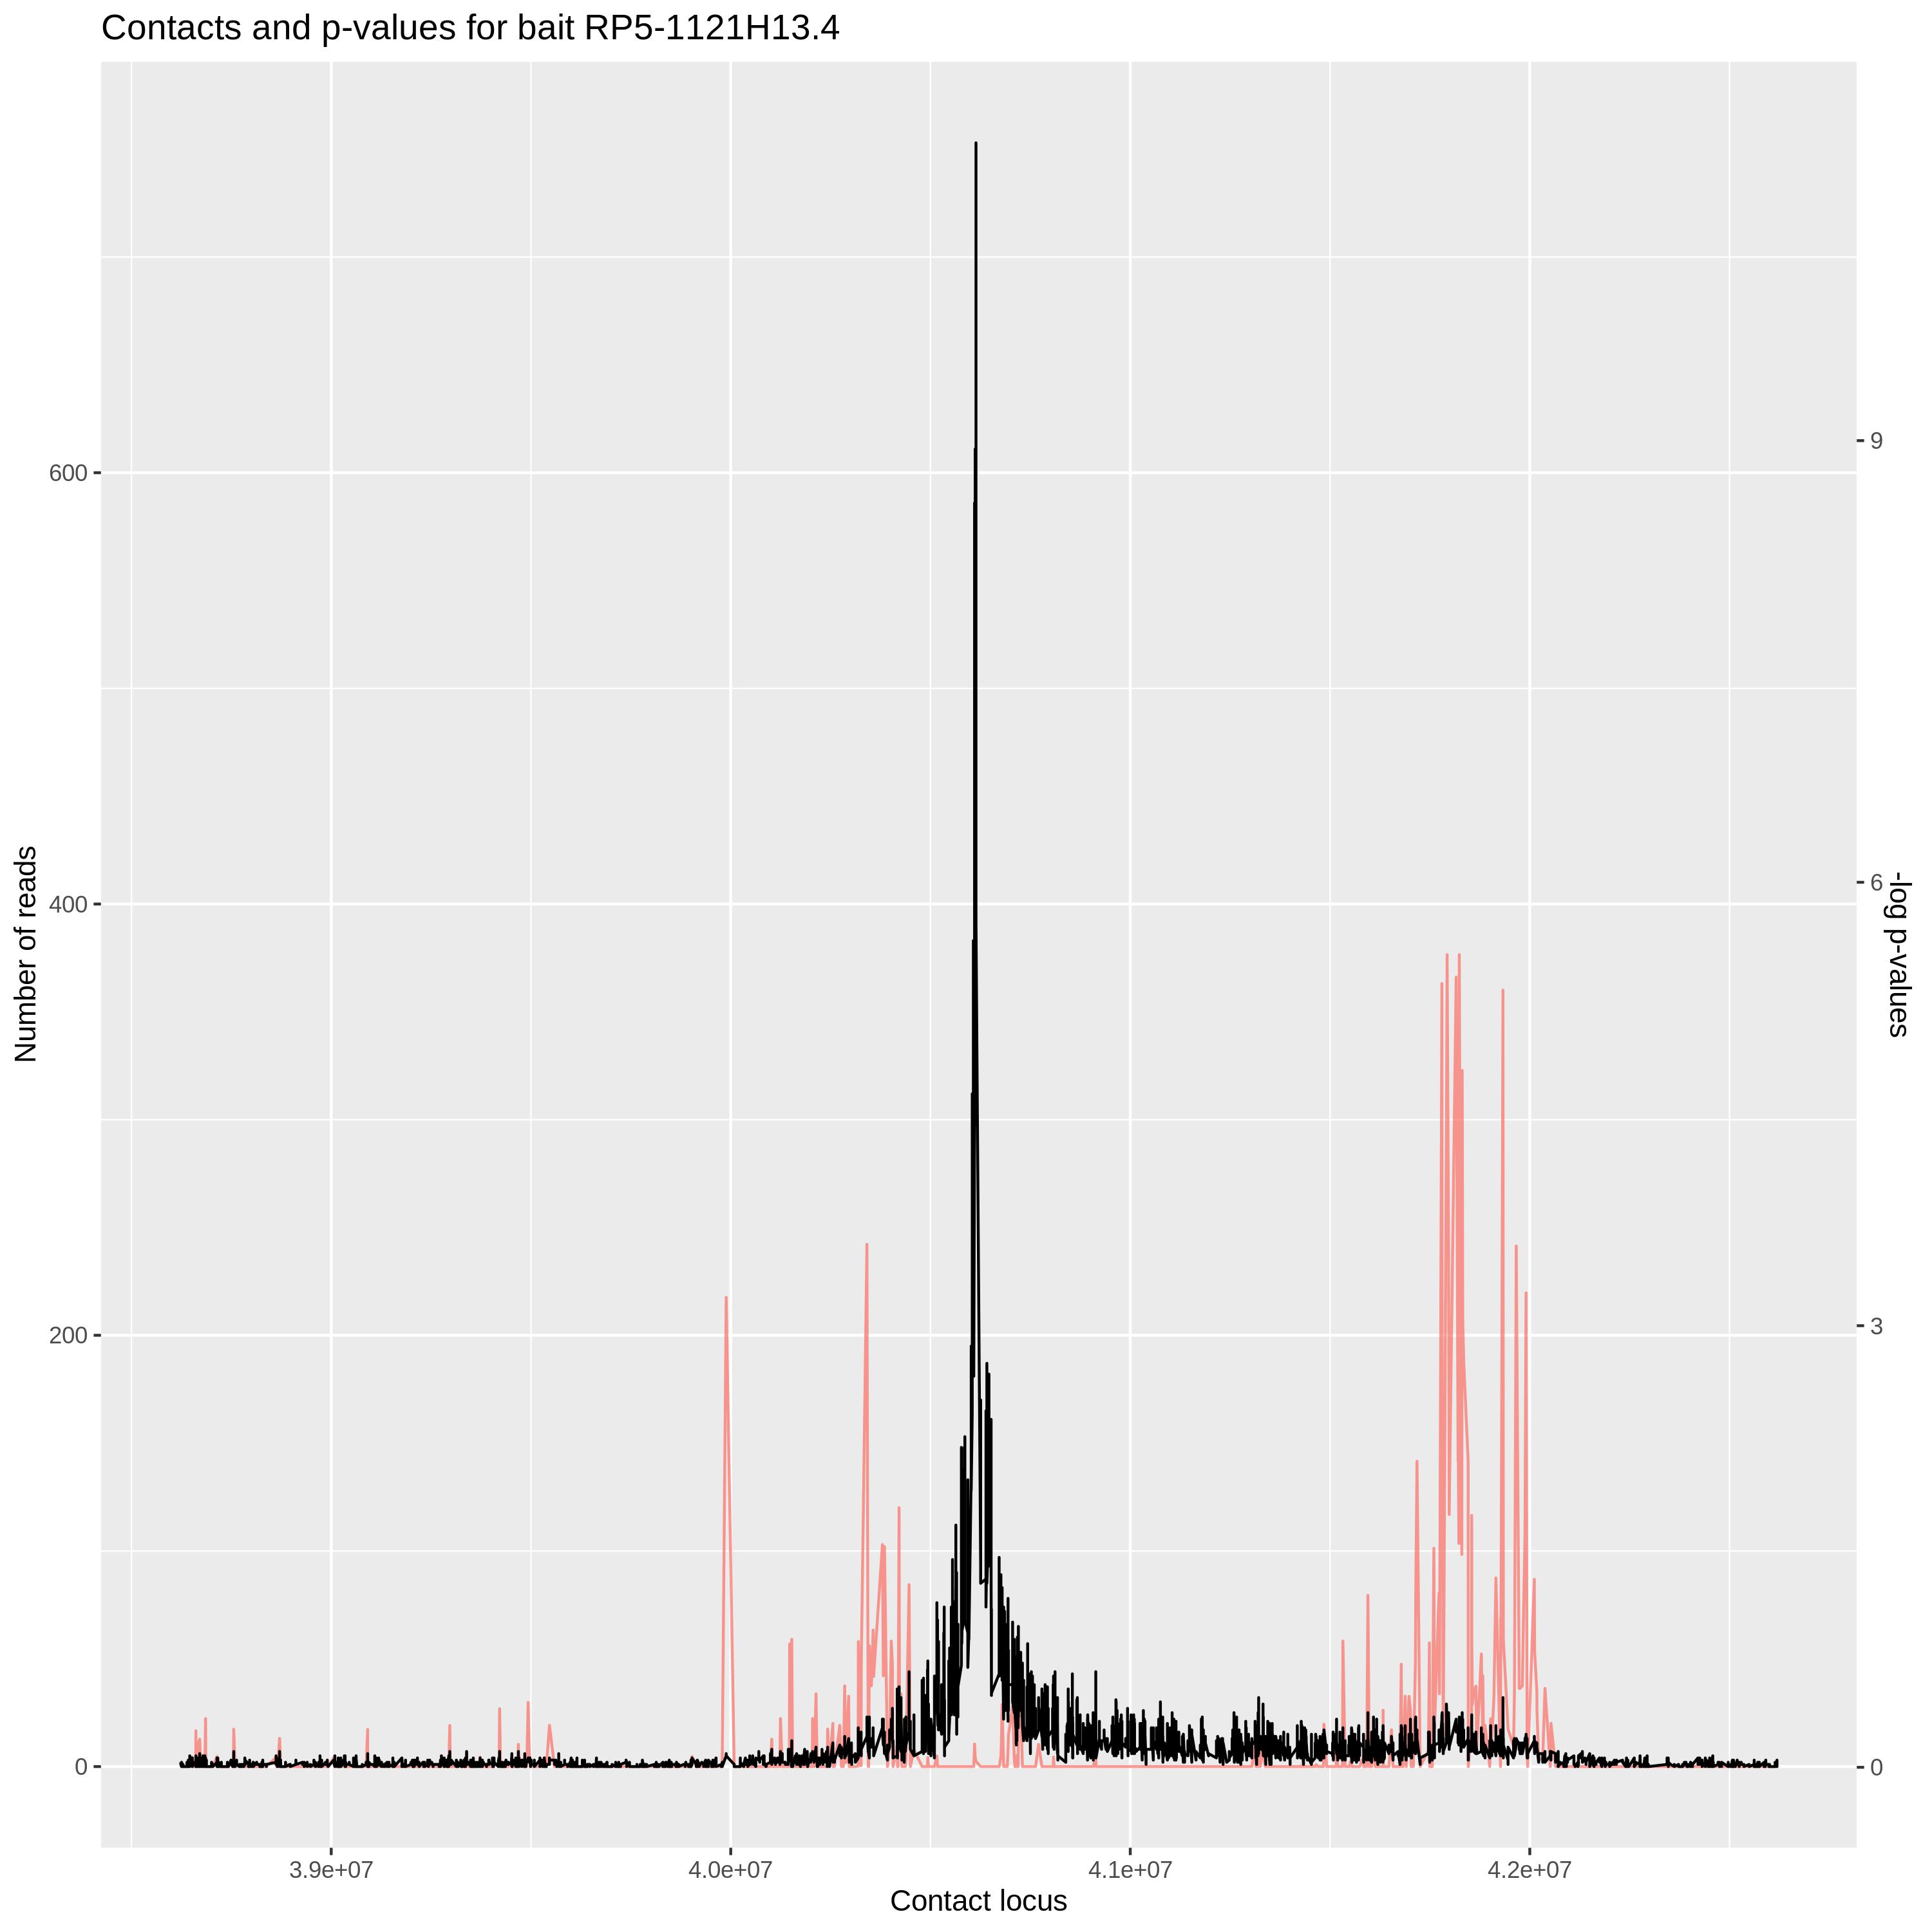 Contacts and p-values for bait RP5-1121H13.4
Number of reads
600
400
200
0
9
6
3
0
-log p-values
3.9e+07
4.0e+07
4.1e+07
4.2e+07
Contact locus